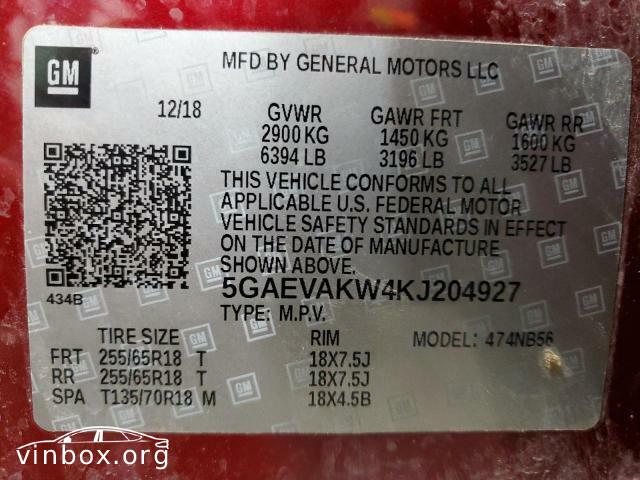 GM
MFD BY GENERAL MOTORS LLC
12/18 GVWR GAWR FRT GAWR RR
2900 KG 1450 KG 1600 KG
6394 LB 3196 LB 3527 LB
THIS VEHICLE CONFORMS TO ALL
APPLICABLE U.S. FEDERAL MOTOR
VEHICLE SAFETY STANDARDS IN EFFECT
ON THE DATE OF MANUFACTURE
SHOWN ABOVE.
434B
5GAEVAKW4KJ204927
TYPE: M.P.V.
TIRE SIZE RIM MODEL: 474NB56
FRT 255/65R18 T 18X7.5J
RR 255/65R18 T 18X7.5J
SPA T135/70R18 M 18X4.5B
vinbox.org